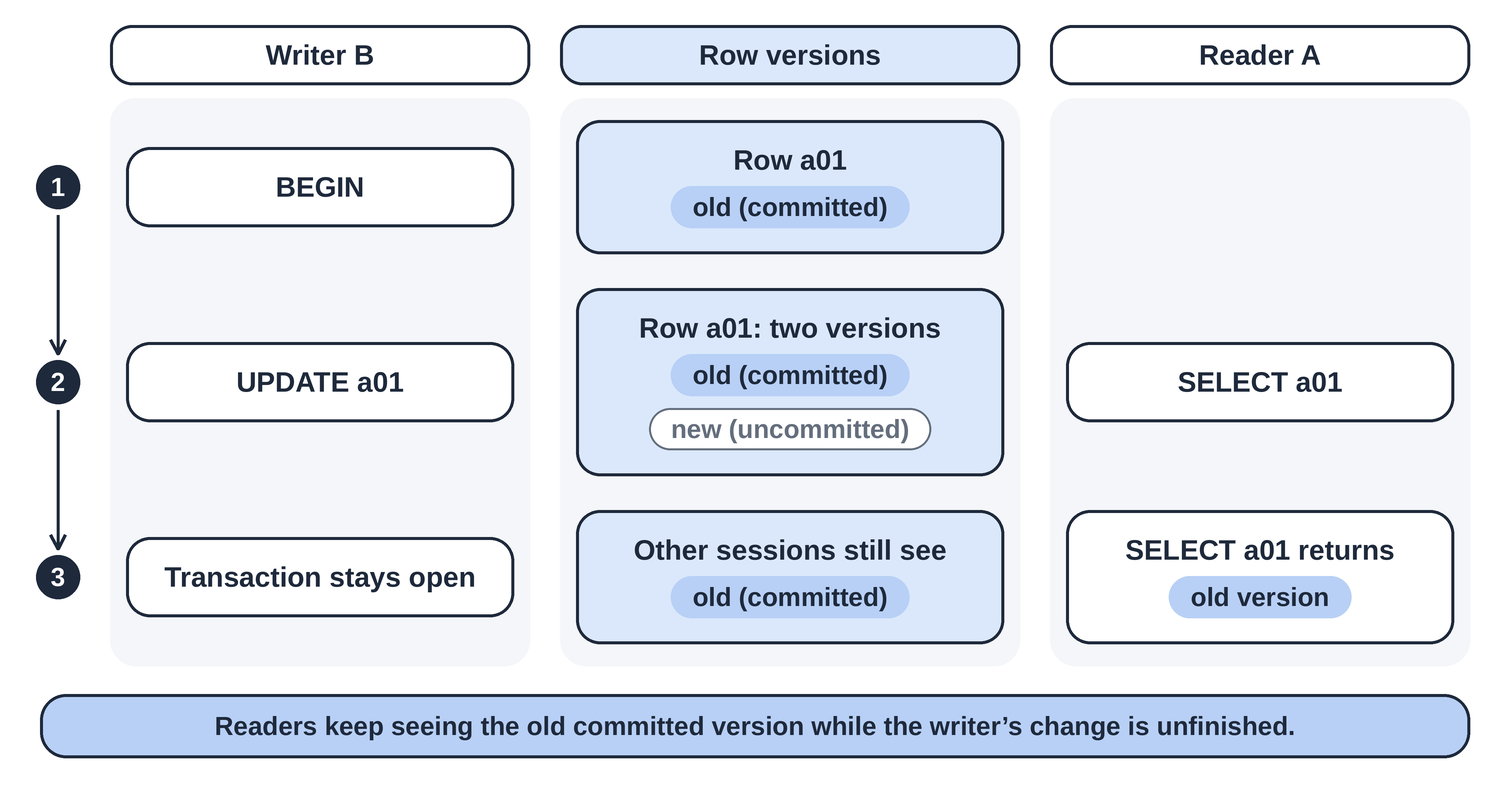 Writer B
Row versions
Reader A
1
BEGIN
Row a01
old (committed)
2
UPDATE a01
Row a01: two versions
old (committed)
new (uncommitted)
SELECT a01
3
Transaction stays open
Other sessions still see
old (committed)
SELECT a01 returns
old version
Readers keep seeing the old committed version while the writer’s change is unfinished.